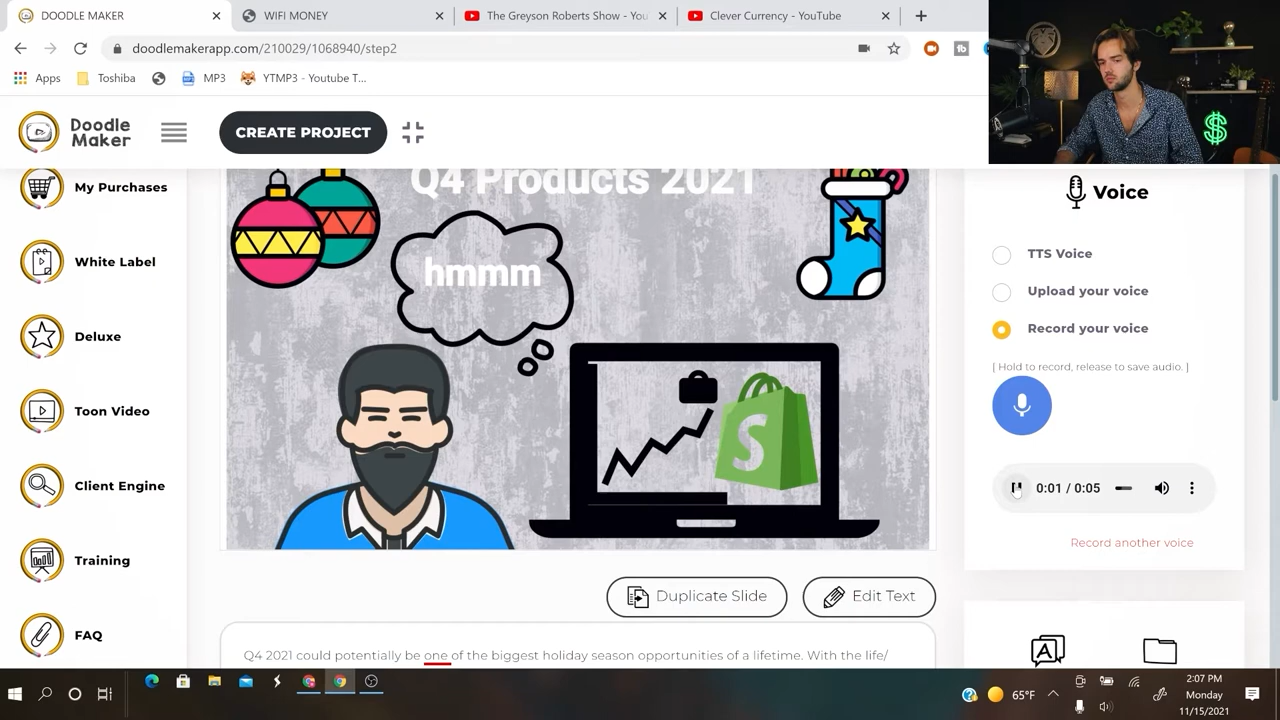 DOODLE MAKER
WIFI MONEY
The Greyson Roberts Show - You
Clever Currency - YouTube
doodlemakerapp.com/210029/1068940/step2
Apps
Toshiba
MP3
YTMP3 - Youtube T...
Doodle
Maker
CREATE PROJECT
My Purchases
White Label
Deluxe
Toon Video
Client Engine
Training
FAQ
Q4 Products 2021
hmmm
S
Duplicate Slide
Edit Text
Q4 2021 could potentially be one of the biggest holiday season opportunities of a lifetime. With the life/
Voice
TTS Voice
Upload your voice
Record your voice
[ Hold to record, release to save audio. ]
0:01 / 0:05
Record another voice
$
65°F
2:07 PM
Monday
11/15/2021